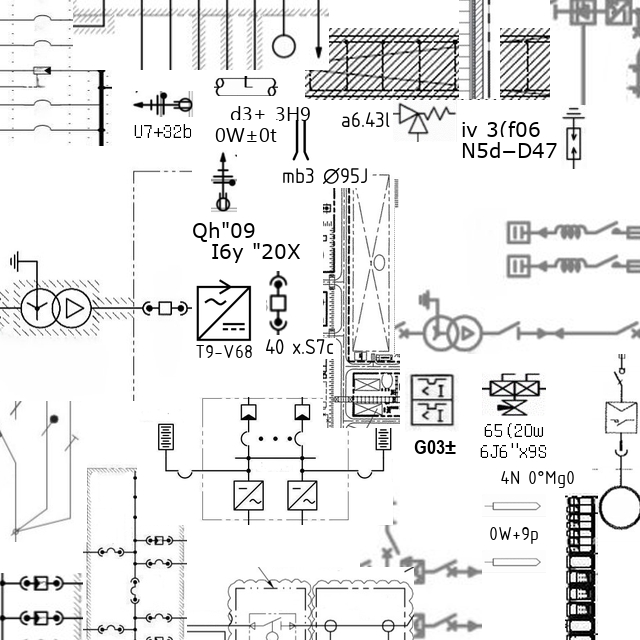 U7+32b
d3+ 3H9
0W±0t
a6.43l
iv 3(f06
N5d−D47
mb3 Ø95J
Qh"09
I6y "20X
T9-V68
40 x.S7c
G03±
65(20w
6J6"x9S
4N 0°Mg0
0W+9p